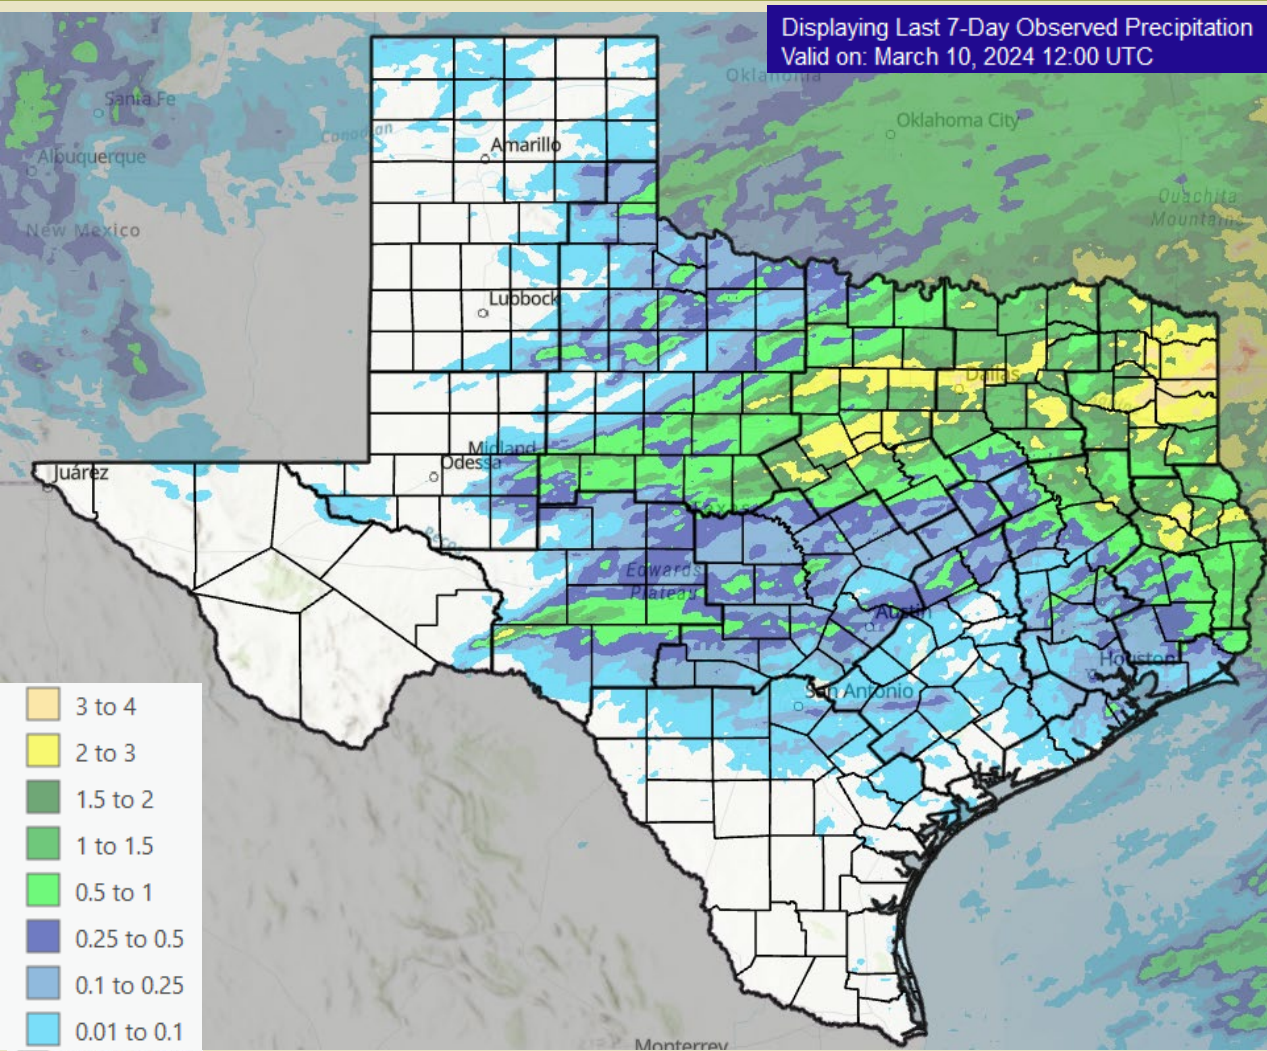 Displaying Last 7-Day Observed Precipitation
Valid on: March 10, 2024 12:00 UTC
Oklahoma
Santa Fe
Oklahoma City
Canadian
Amarillo
Albuquerque
Ouachita
Mountains
New Mexico
Lubbock
Dallas
Midland
Odessa
Juárez
Pecos
Edwards
Plateau
Austin
Houston
San Antonio
3 to 4
2 to 3
1.5 to 2
1 to 1.5
0.5 to 1
0.25 to 0.5
0.1 to 0.25
0.01 to 0.1
Monterrey